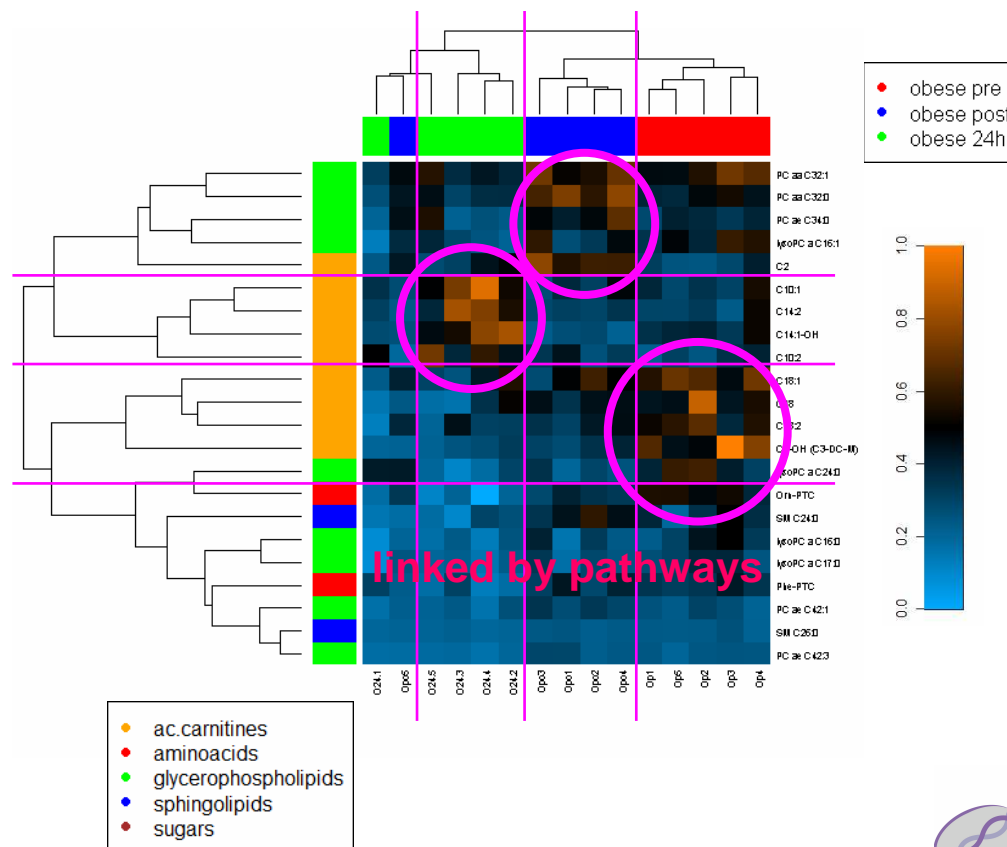 obese pre
obese post
obese 24h
PC aa C32:1
PC aa C32:0
PC ae C34:0
lysoPC a C16:1
C2
C10:1
C14:2
C14:1-OH
C10:2
C18:1
C18:2
-OH (C3-DC-M)
lysoPC a C24:0
Orn-PTC
SM C24:0
lysoPC a C16:0
lysoPC a C17:0
Phe-PTC
PC ae C42:1
SM C26:0
PC ae C42:3
linked by pathways
1.0
0.8
0.6
0.4
0.2
0.0
O24.1
Opo5
O24.5
O24.3
O24.4
O24.2
Opo3
Opo1
Opo2
Opo4
Op1
Op5
Op2
Op3
Op4
ac.carnitines
aminoacids
glycerophospholipids
sphingolipids
sugars